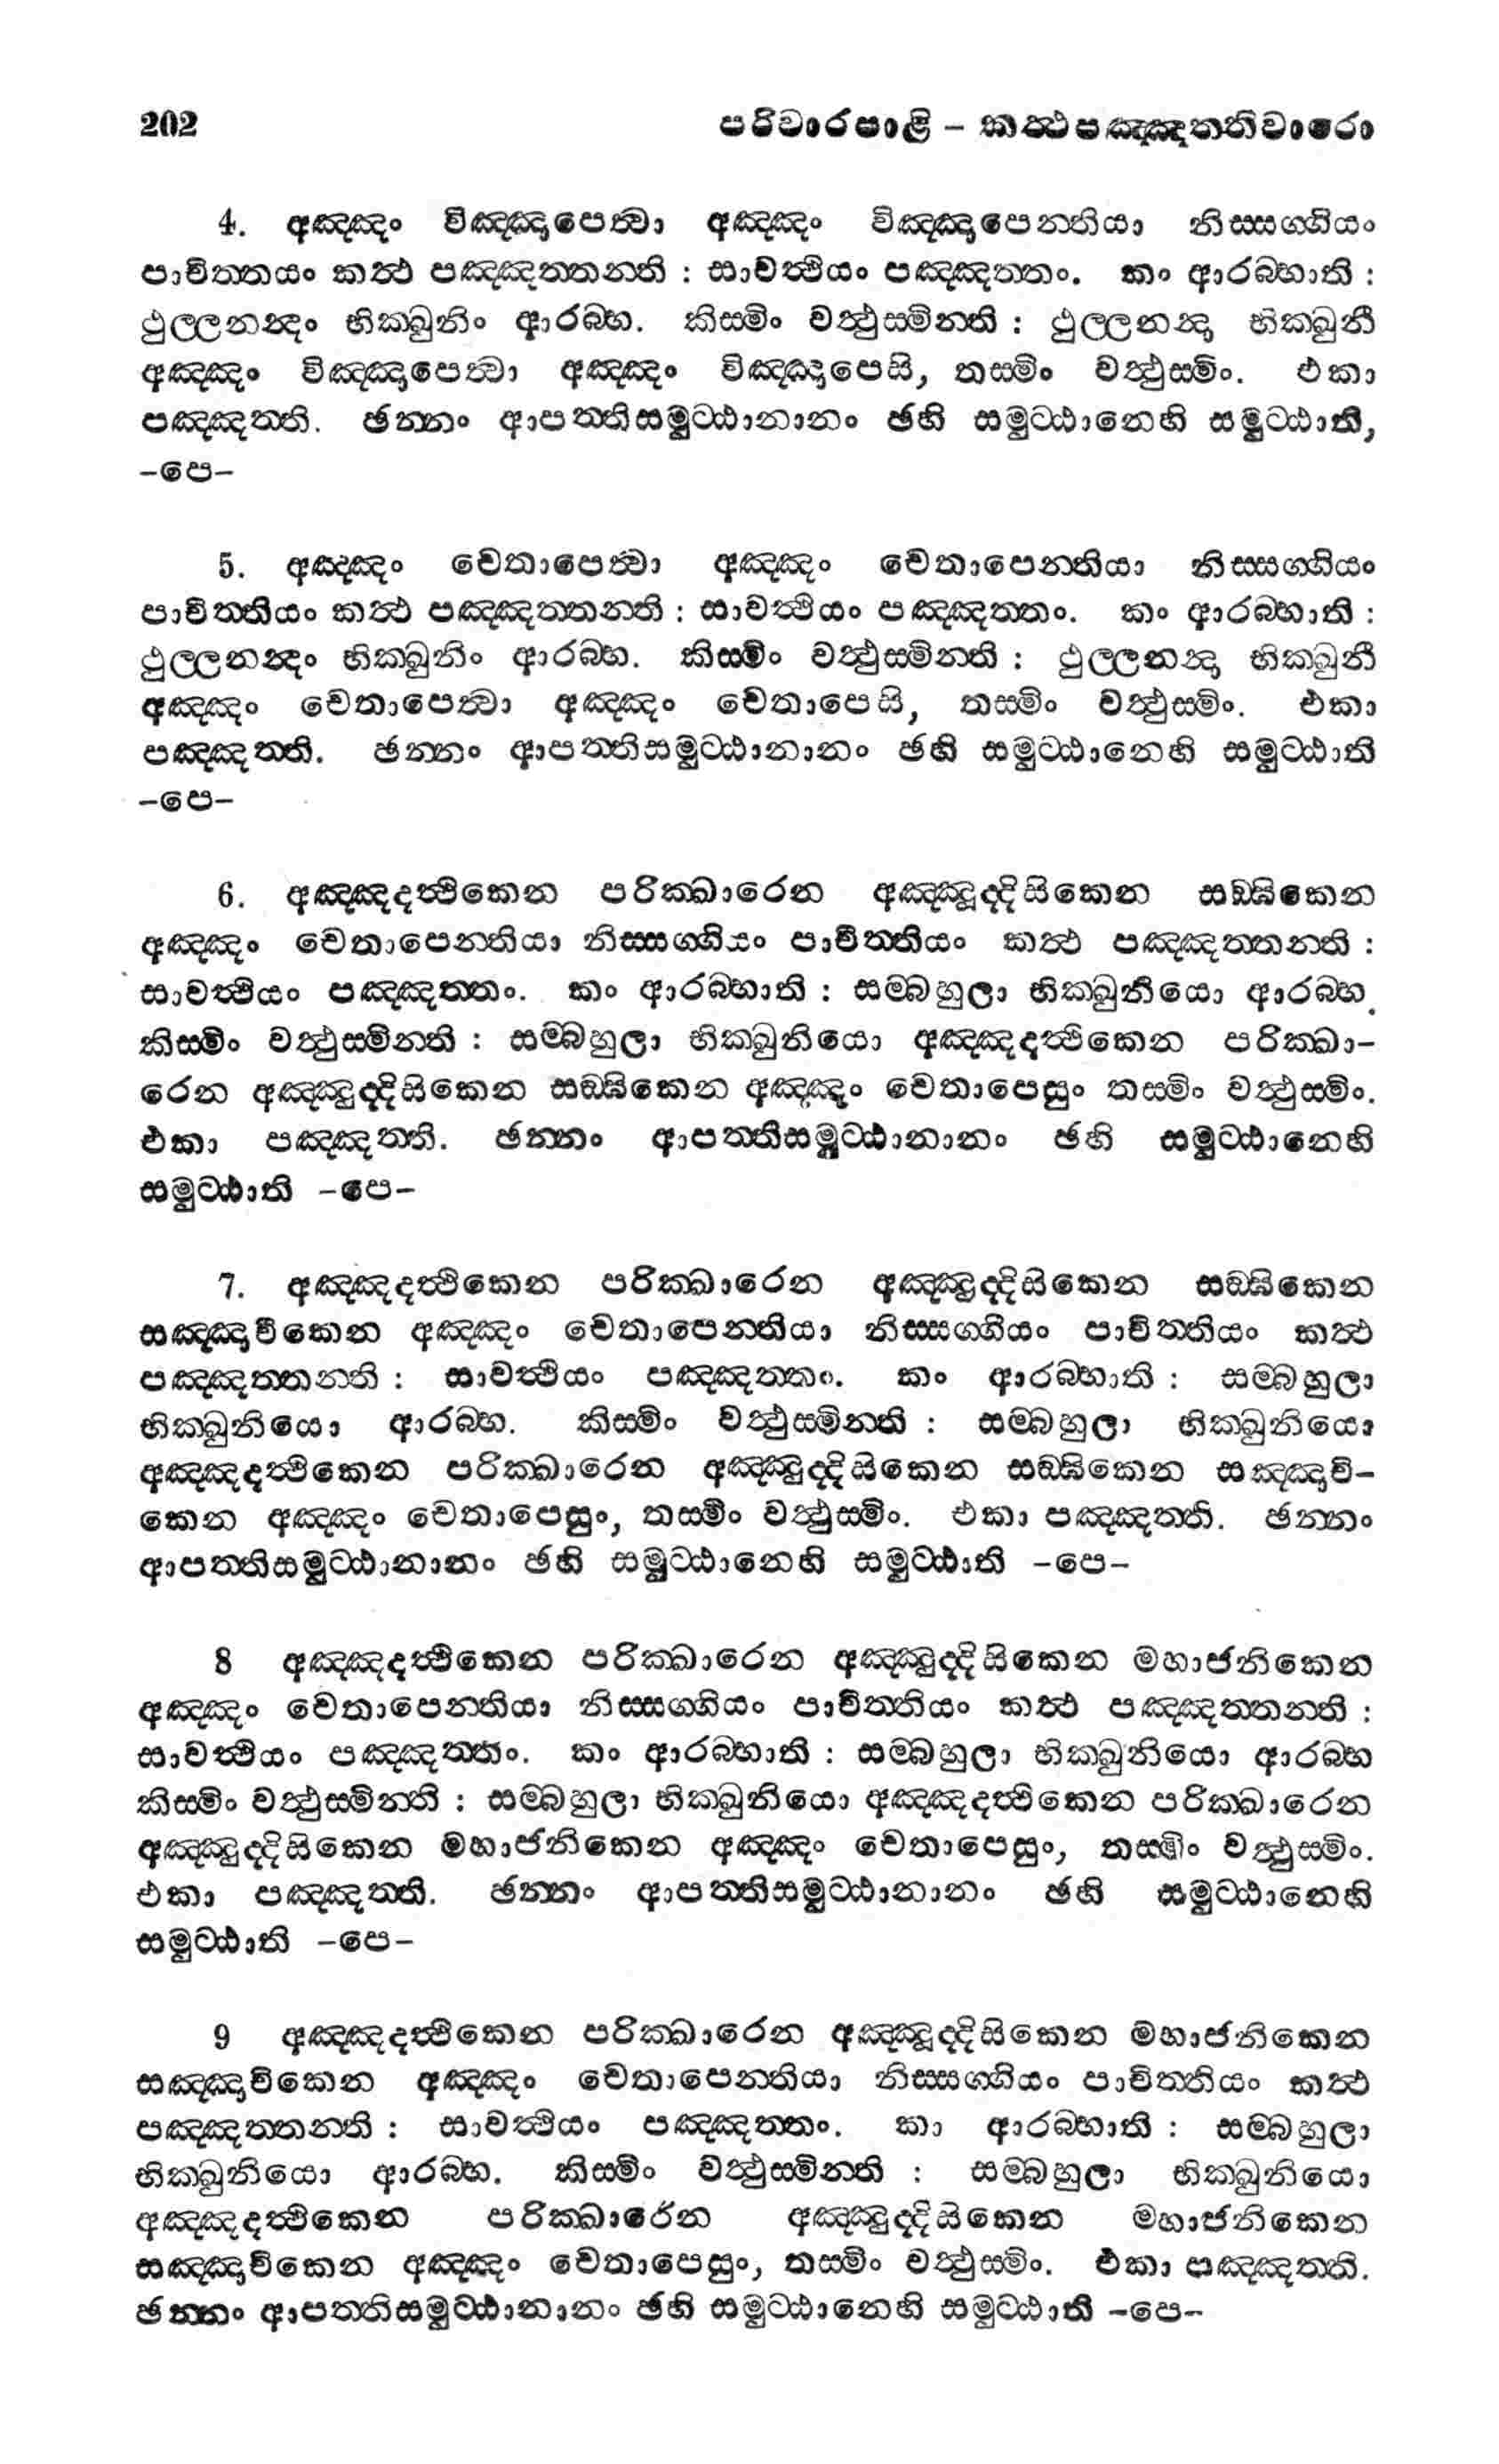 202 පරිවාරපාළි – කත්‍ථපඤ්ඤත්තිවාරො
4. අඤ්ඤං විඤ්ඤාපෙත්‍වා අඤ්ඤං විඤ්ඤාපෙන්තියා නිස්සග්ගියං
පාචිත්තයං කත්‍ථ පඤ්ඤත්තන්ති : සාවත්‍ථියං පඤ්ඤත්තං. කං ආරබ්භාති :
ථුල්ලනන්‍දං භික්ඛුනිං ආරබ්භ. කිස්මිං වත්‍ථුස්මින්ති : ථුල්ලනන්‍දා භික්ඛුනී
අඤ්ඤං විඤ්ඤාපෙත්‍වා අඤ්ඤං විඤ්ඤාපෙසි, තස්මිං වත්‍ථුස්මිං. එකා
පඤ්ඤත්ති. ඡන්නං ආපත්තිසමුට්ඨානානං ඡහි සමුට්ඨානෙහි සමුට්ඨාති,
–පෙ–
5. අඤ්ඤං චෙතාපෙත්‍වා අඤ්ඤං චෙතාපෙන්තියා නිස්සග්ගියං
පාචිත්තියං කත්‍ථ පඤ්ඤත්තන්ති : සාවත්‍ථියං පඤ්ඤත්තං. කං ආරබ්භාති :
ථුල්ලනන්‍දං භික්ඛුනිං ආරබ්භ. කිස්මිං වත්‍ථුස්මින්ති : ථුල්ලනන්‍දා භික්ඛුනී
අඤ්ඤං චෙතාපෙත්‍වා අඤ්ඤං චෙතාපෙසි, තස්මිං වත්‍ථුස්මිං. එකා
පඤ්ඤත්ති. ඡන්නං ආපත්තිසමුට්ඨානානං ඡහි සමුට්ඨානෙහි සමුට්ඨාති
–පෙ–
6. අඤ්ඤදත්‍ථිකෙන පරික්ඛාරෙන අඤ්ඤූද්දිසිකෙන සඞ්ඝිකෙන
අඤ්ඤං චෙතාපෙන්තියා නිස්සග්ගියං පාචිත්තියං කත්‍ථ පඤ්ඤත්තන්ති :
සාවත්‍ථියං පඤ්ඤත්තං. කං ආරබ්භාති : සම්බහුලා භික්ඛුනියො ආරබ්භ.
කිස්මිං වත්‍ථුස්මින්ති : සම්බහුලා භික්ඛුනියො අඤ්ඤදත්‍ථිකෙන පරික්ඛා–
රෙන අඤ්ඤුද්දිසිකෙන සඞ්ඝිකෙන අඤ්ඤං චෙතාපෙසුං තස්මිං වත්‍ථුස්මිං.
එකා පඤ්ඤත්ති. ඡන්නං ආපත්තිසමුට්ඨානානං ඡහි සමුට්ඨානෙහි
සමුට්ඨාති –පෙ–
7. අඤ්ඤදත්‍ථිකෙන පරික්ඛාරෙන අඤ්ඤුද්දිසිකෙන සඞ්ඝිකෙන
සඤ්ඤාචිකෙන අඤ්ඤං චෙතාපෙන්තියා නිස්සග්ගියං පාචිත්තියං කත්‍ථ
පඤ්ඤත්තන්ති : සාවත්‍ථියං පඤ්ඤත්තං. කං ආරබ්භාති : සම්බහුලා
භික්ඛුනියො ආරබ්භ. කිස්මිං වත්‍ථුස්මින්ති : සම්බහුලා භික්ඛුනියො
අඤ්ඤදත්‍ථිකෙන පරික්ඛාරෙන අඤ්ඤුද්දිසිකෙන සඞ්ඝිකෙන සඤ්ඤාචි–
කෙන අඤ්ඤං චෙතාපෙසුං, තස්මිං වත්‍ථුස්මිං. එකා පඤ්ඤත්ති. ඡන්නං
ආපත්තිසමුට්ඨානානං ඡහි සමුට්ඨානෙහි සමුට්ඨාති –පෙ–
8 අඤ්ඤදත්‍ථිකෙන පරික්ඛාරෙන අඤ්ඤුද්දිසිකෙන මහාජනිකෙන
අඤ්ඤං චෙතාපෙන්තියා නිස්සග්ගියං පාචිත්තියං කත්‍ථ පඤ්ඤත්තන්ති :
සාවත්‍ථියං පඤ්ඤත්තං. කං ආරබ්භාති : සම්බහුලා භික්ඛුනියො ආරබ්භ
කිස්මිං වත්‍ථුස්මින්ති : සම්බහුලා භික්ඛුනියො අඤ්ඤදත්‍ථිකෙන පරික්ඛාරෙන
අඤ්ඤුද්දිසිකෙන මහාජනිකෙන අඤ්ඤං චෙතාපෙසුං, තස්මිං වත්‍ථුස්මිං.
එකා පඤ්ඤත්ති. ඡන්නං ආපත්තිසමුට්ඨානානං ඡහි සමුට්ඨානෙහි
සමුට්ඨාති –පෙ–
9 අඤ්ඤදත්‍ථිකෙන පරික්ඛාරෙන අඤ්ඤූද්දිසිකෙන මහාජනිකෙන
සඤ්ඤාචිකෙන අඤ්ඤං චෙතාපෙන්තියා නිස්සග්ගියං පාචිත්තියං කත්‍ථ
පඤ්ඤත්තන්ති : සාවත්‍ථියං පඤ්ඤත්තං. කා ආරබ්භාති : සම්බහුලා
භික්ඛුනියො ආරබ්භ. කිස්මිං වත්‍ථුස්මින්ති : සම්බහුලා භික්ඛුනියො
අඤ්ඤදත්‍ථිකෙන පරික්ඛාරෙන අඤ්ඤුද්දිසිකෙන මහාජනිකෙන
සඤ්ඤාචිකෙන අඤ්ඤං චෙතාපෙසුං, තස්මිං වත්‍ථුස්මිං. එකා පඤ්ඤත්ති.
ඡන්නං ආපත්තිසමුට්ඨානානං ඡහි සමුට්ඨානෙහි සමුට්ඨාති –පෙ–